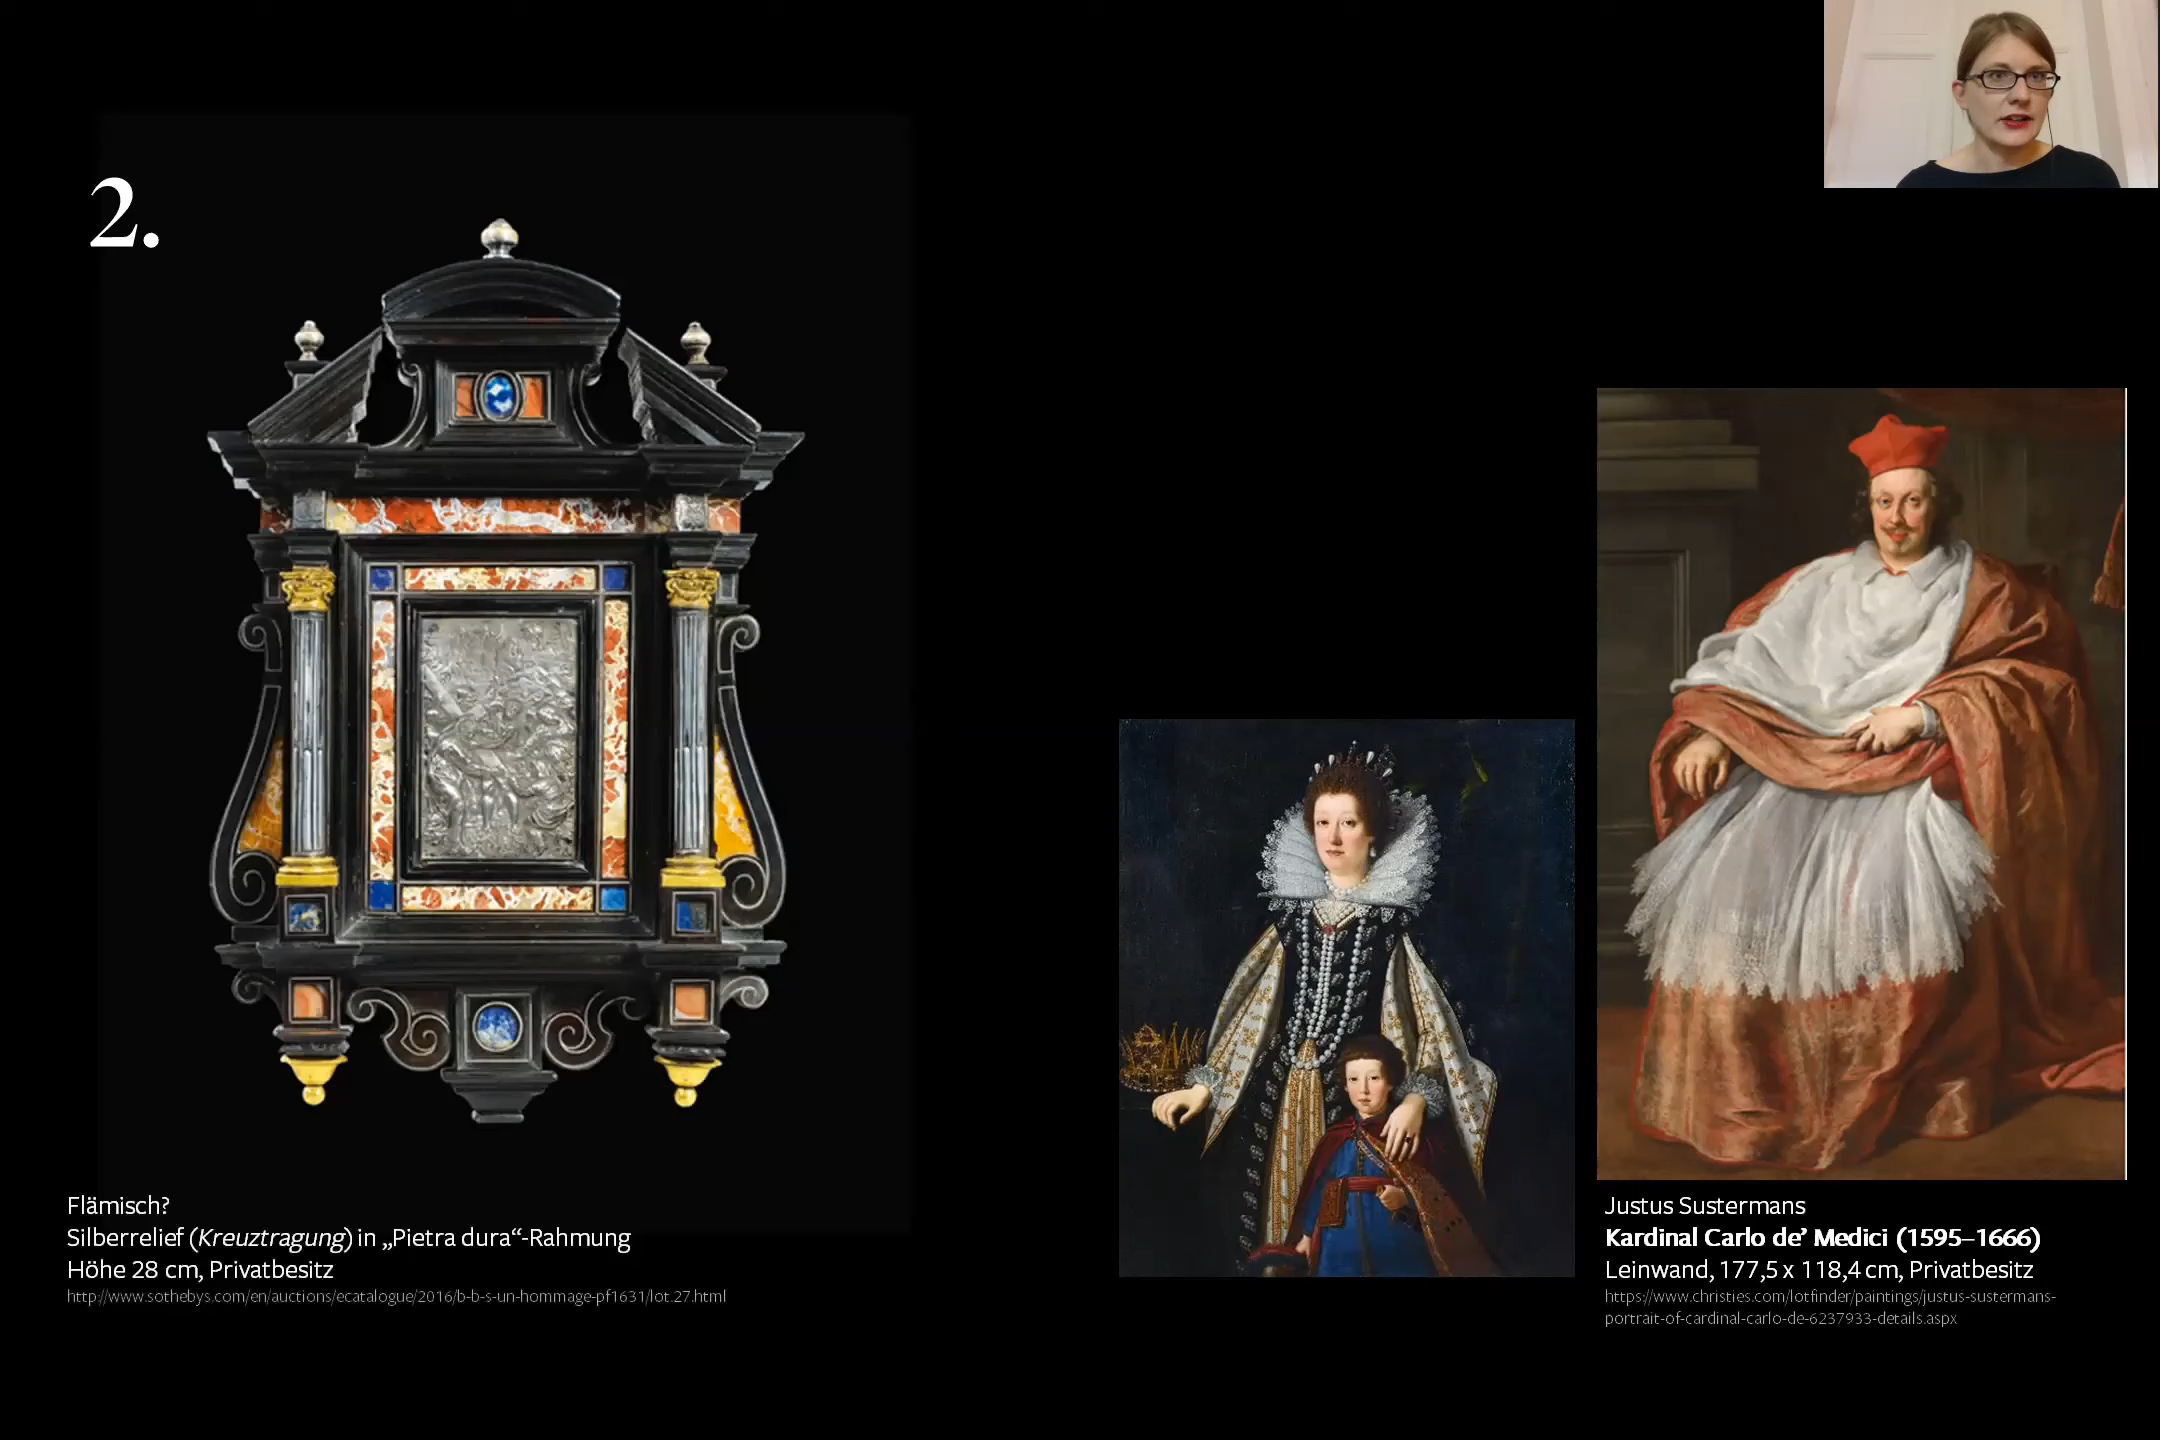 2.
Flämisch?
Silberrelief (Kreuztragung) in „Pietra dura“-Rahmung
Höhe 28 cm, Privatbesitz
http://www.sothebys.com/en/auctions/ecatalogue/2016/b-b-s-un-hommage-pf1631/lot.27.html
Justus Sustermans
Kardinal Carlo de’ Medici (1595–1666)
Leinwand, 177,5 x 118,4 cm, Privatbesitz
https://www.christies.com/lotfinder/paintings/justus-sustermans-
portrait-of-cardinal-carlo-de-6237933-details.aspx